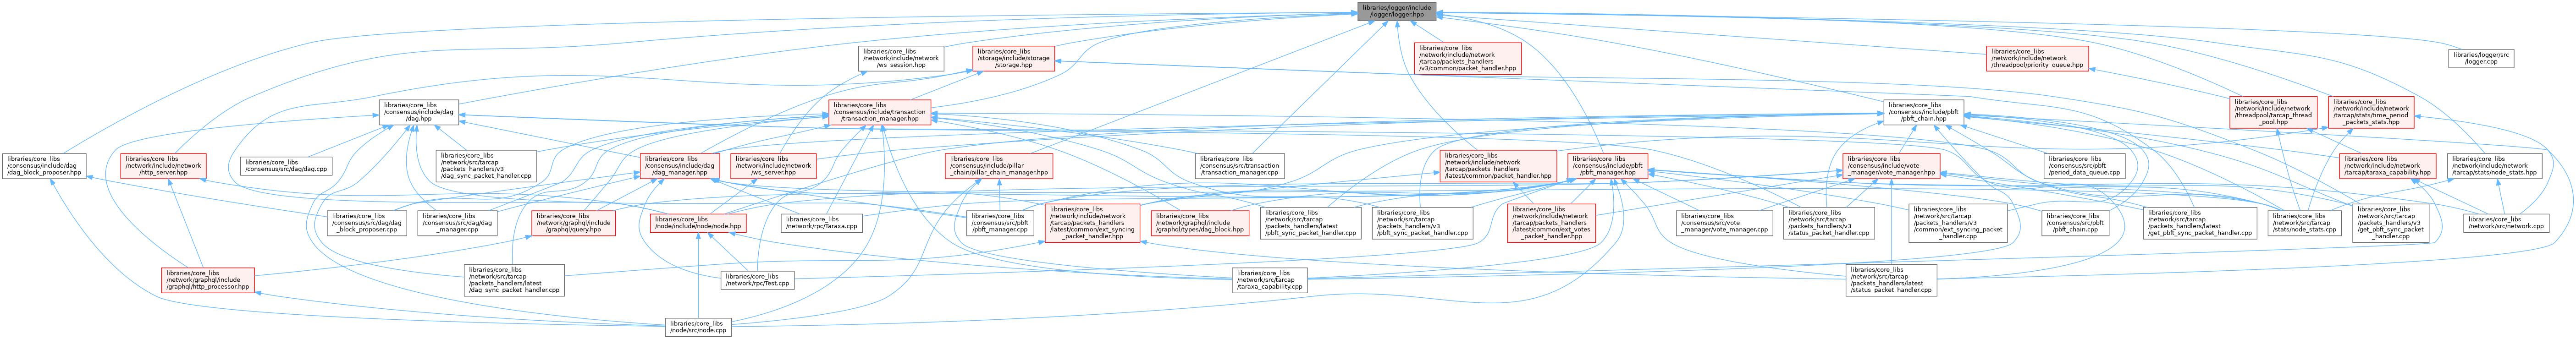 libraries/logger/include
/logger/logger.hpp
libraries/core_libs
/network/include/network
/ws_session.hpp
libraries/core_libs
/storage/include/storage
/storage.hpp
libraries/core_libs
/network/include/network
/tarcap/packets_handlers
/v3/common/packet_handler.hpp
libraries/core_libs
/network/include/network
/threadpool/priority_queue.hpp
libraries/logger/src
/logger.cpp
libraries/core_libs
/consensus/include/dag
/dag.hpp
libraries/core_libs
/consensus/include/transaction
/transaction_manager.hpp
libraries/core_libs
/consensus/include/pbft
/pbft_chain.hpp
libraries/core_libs
/network/include/network
/threadpool/tarcap_thread
_pool.hpp
libraries/core_libs
/network/include/network
/tarcap/stats/time_period
_packets_stats.hpp
libraries/core_libs
/consensus/include/dag
/dag_block_proposer.hpp
libraries/core_libs
/network/include/network
/http_server.hpp
libraries/core_libs
/consensus/src/dag/dag.cpp
libraries/core_libs
/network/src/tarcap
/packets_handlers/v3
/dag_sync_packet_handler.cpp
libraries/core_libs
/consensus/include/dag
/dag_manager.hpp
libraries/core_libs
/network/include/network
/ws_server.hpp
libraries/core_libs
/consensus/include/pillar
_chain/pillar_chain_manager.hpp
libraries/core_libs
/consensus/src/transaction
/transaction_manager.cpp
libraries/core_libs
/network/include/network
/tarcap/packets_handlers
/latest/common/packet_handler.hpp
libraries/core_libs
/consensus/include/pbft
/pbft_manager.hpp
libraries/core_libs
/consensus/include/vote
_manager/vote_manager.hpp
libraries/core_libs
/consensus/src/pbft
/period_data_queue.cpp
libraries/core_libs
/network/include/network
/tarcap/taraxa_capability.hpp
libraries/core_libs
/network/include/network
/tarcap/stats/node_stats.hpp
libraries/core_libs
/consensus/src/dag/dag
_block_proposer.cpp
libraries/core_libs
/consensus/src/dag/dag
_manager.cpp
libraries/core_libs
/network/graphql/include
/graphql/query.hpp
libraries/core_libs
/node/include/node/node.hpp
libraries/core_libs
/network/rpc/Taraxa.cpp
libraries/core_libs
/consensus/src/pbft
/pbft_manager.cpp
libraries/core_libs
/network/include/network
/tarcap/packets_handlers
/latest/common/ext_syncing
_packet_handler.hpp
libraries/core_libs
/network/graphql/include
/graphql/types/dag_block.hpp
libraries/core_libs
/network/src/tarcap
/packets_handlers/latest
/pbft_sync_packet_handler.cpp
libraries/core_libs
/network/src/tarcap
/packets_handlers/v3
/pbft_sync_packet_handler.cpp
libraries/core_libs
/network/include/network
/tarcap/packets_handlers
/latest/common/ext_votes
_packet_handler.hpp
libraries/core_libs
/consensus/src/vote
_manager/vote_manager.cpp
libraries/core_libs
/network/src/tarcap
/packets_handlers/v3
/status_packet_handler.cpp
libraries/core_libs
/network/src/tarcap
/packets_handlers/v3
/common/ext_syncing_packet
_handler.cpp
libraries/core_libs
/consensus/src/pbft
/pbft_chain.cpp
libraries/core_libs
/network/src/tarcap
/packets_handlers/latest
/get_pbft_sync_packet_handler.cpp
libraries/core_libs
/network/src/tarcap
/stats/node_stats.cpp
libraries/core_libs
/network/src/tarcap
/packets_handlers/v3
/get_pbft_sync_packet
_handler.cpp
libraries/core_libs
/network/src/network.cpp
libraries/core_libs
/network/graphql/include
/graphql/http_processor.hpp
libraries/core_libs
/network/src/tarcap
/packets_handlers/latest
/dag_sync_packet_handler.cpp
libraries/core_libs
/network/rpc/Test.cpp
libraries/core_libs
/network/src/tarcap
/taraxa_capability.cpp
libraries/core_libs
/network/src/tarcap
/packets_handlers/latest
/status_packet_handler.cpp
libraries/core_libs
/node/src/node.cpp